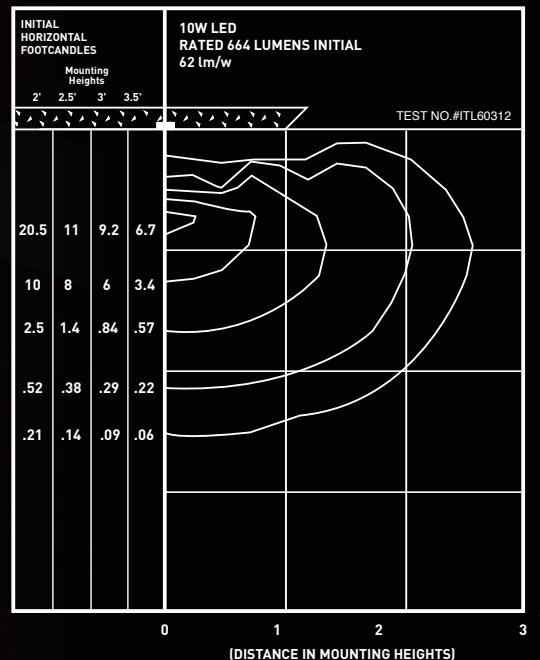 INITIAL
HORIZONTAL
FOOTCANDLES
Mounting
Heights
2' 2.5' 3' 3.5'
10W LED
RATED 664 LUMENS INITIAL
62 lm/w
TEST NO.#ITL60312
20.5 11 9.2 6.7
10 8 6 3.4
2.5 1.4 .84 .57
.52 .38 .29 .22
.21 .14 .09 .06
0 1 2 3
(DISTANCE IN MOUNTING HEIGHTS)